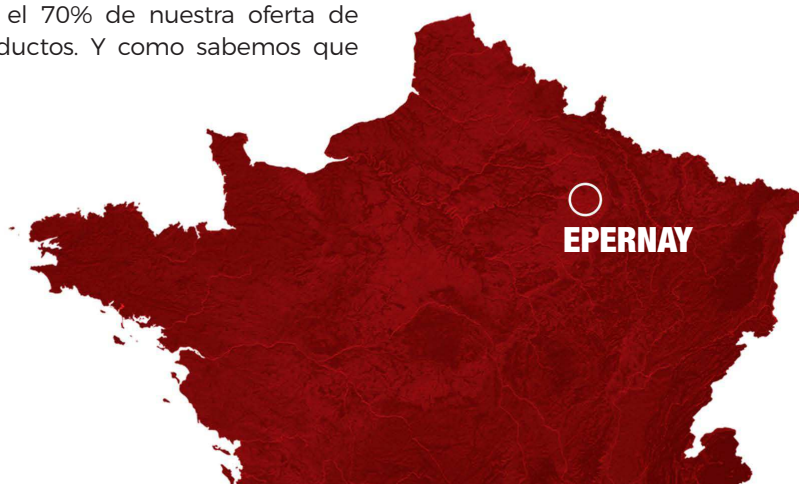 el 70% de nuestra oferta de
ductos. Y como sabemos que
EPERNAY